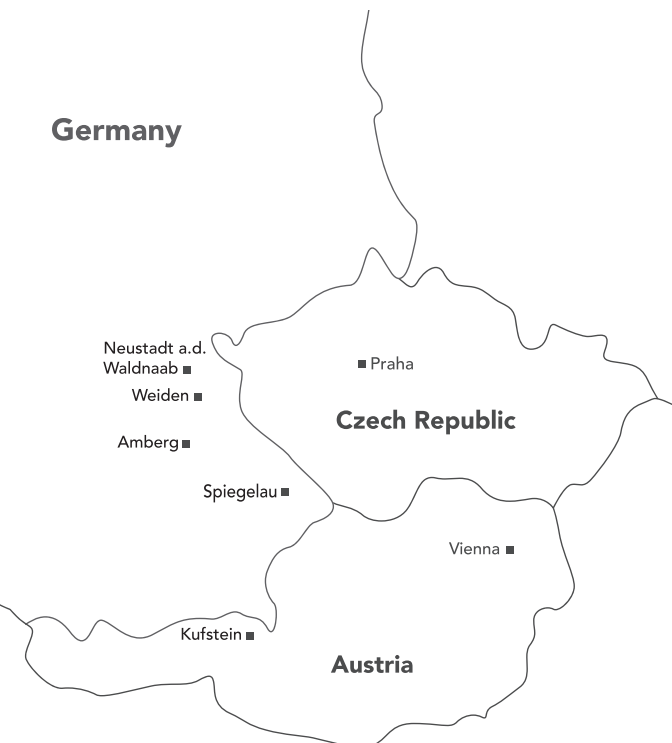 Germany
Neustadt a.d.
Waldnaab
Praha
Weiden
Czech Republic
Amberg
Spiegelau
Vienna
Kufstein
Austria